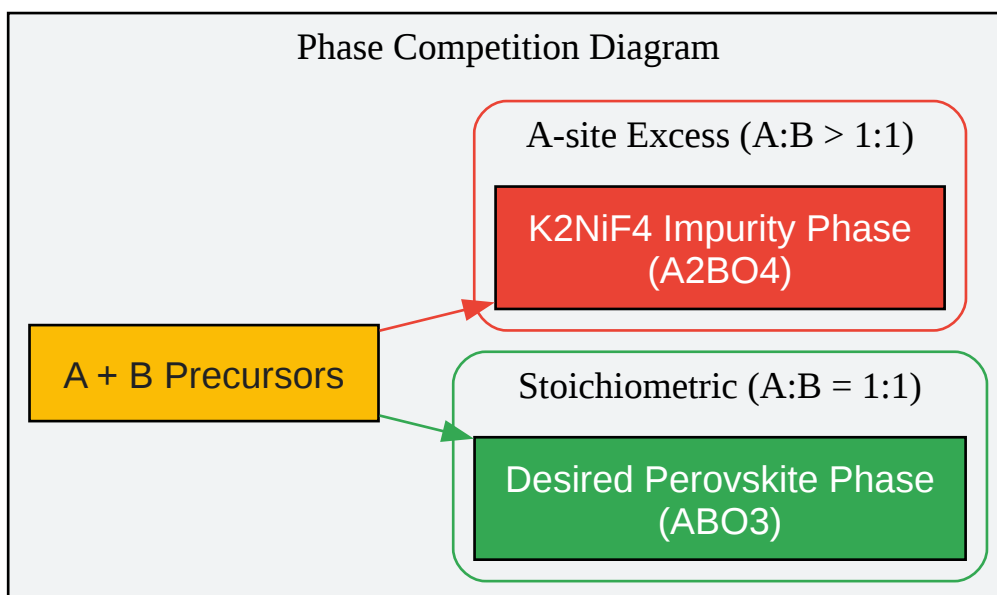 Phase Competition Diagram
A-site Excess (A:B > 1:1)
K2NiF4 Impurity Phase
(A2BO4)
A + B Precursors
Stoichiometric (A:B = 1:1)
Desired Perovskite Phase
(ABO3)